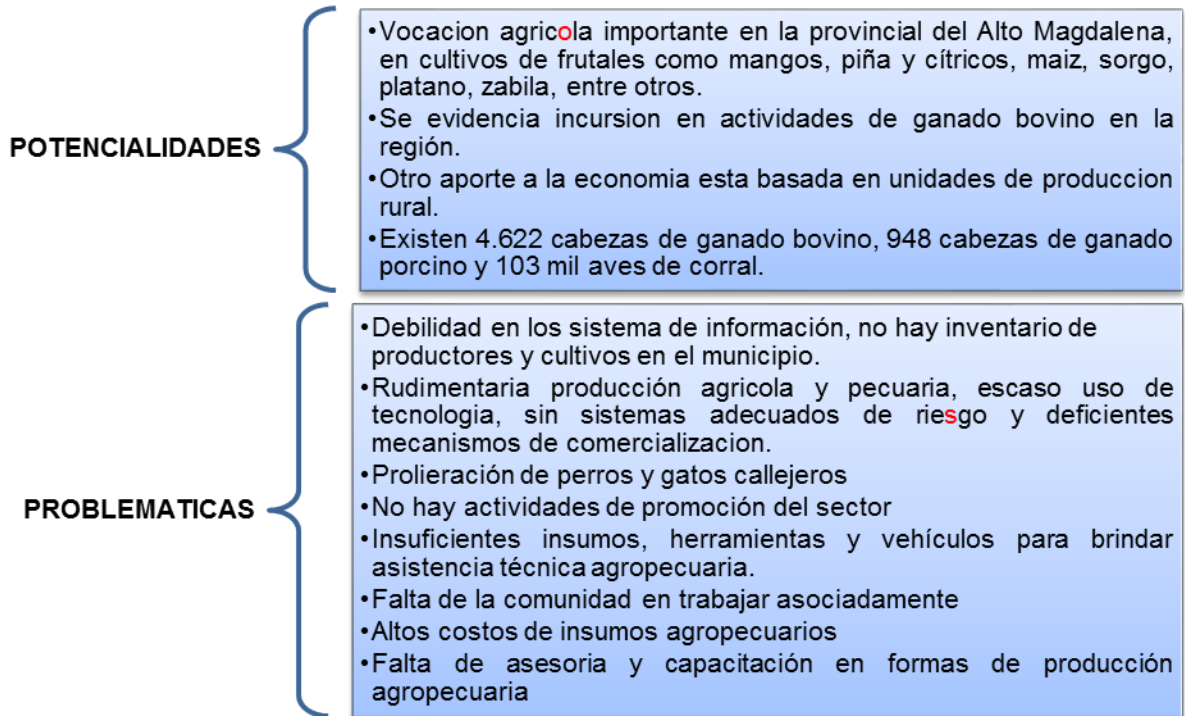 POTENCIALIDADES
•Vocacion agricola importante en la provincial del Alto Magdalena,
en cultivos de frutales como mangos, piña y cítricos, maiz, sorgo,
platano, zabila, entre otros.
•Se evidencia incursion en actividades de ganado bovino en la
región.
•Otro aporte a la economia esta basada en unidades de produccion
rural.
•Existen 4.622 cabezas de ganado bovino, 948 cabezas de ganado
porcino y 103 mil aves de corral.
PROBLEMATICAS
•Debilidad en los sistema de información, no hay inventario de
productores y cultivos en el municipio.
•Rudimentaria producción agricola y pecuaria, escaso uso de
tecnologia, sin sistemas adecuados de riesgo y deficientes
mecanismos de comercializacion.
•Prolieración de perros y gatos callejeros
•No hay actividades de promoción del sector
•Insuficientes insumos, herramientas y vehículos para brindar
asistencia técnica agropecuaria.
•Falta de la comunidad en trabajar asociadamente
•Altos costos de insumos agropecuarios
•Falta de asesoria y capacitación en formas de producción
agropecuaria